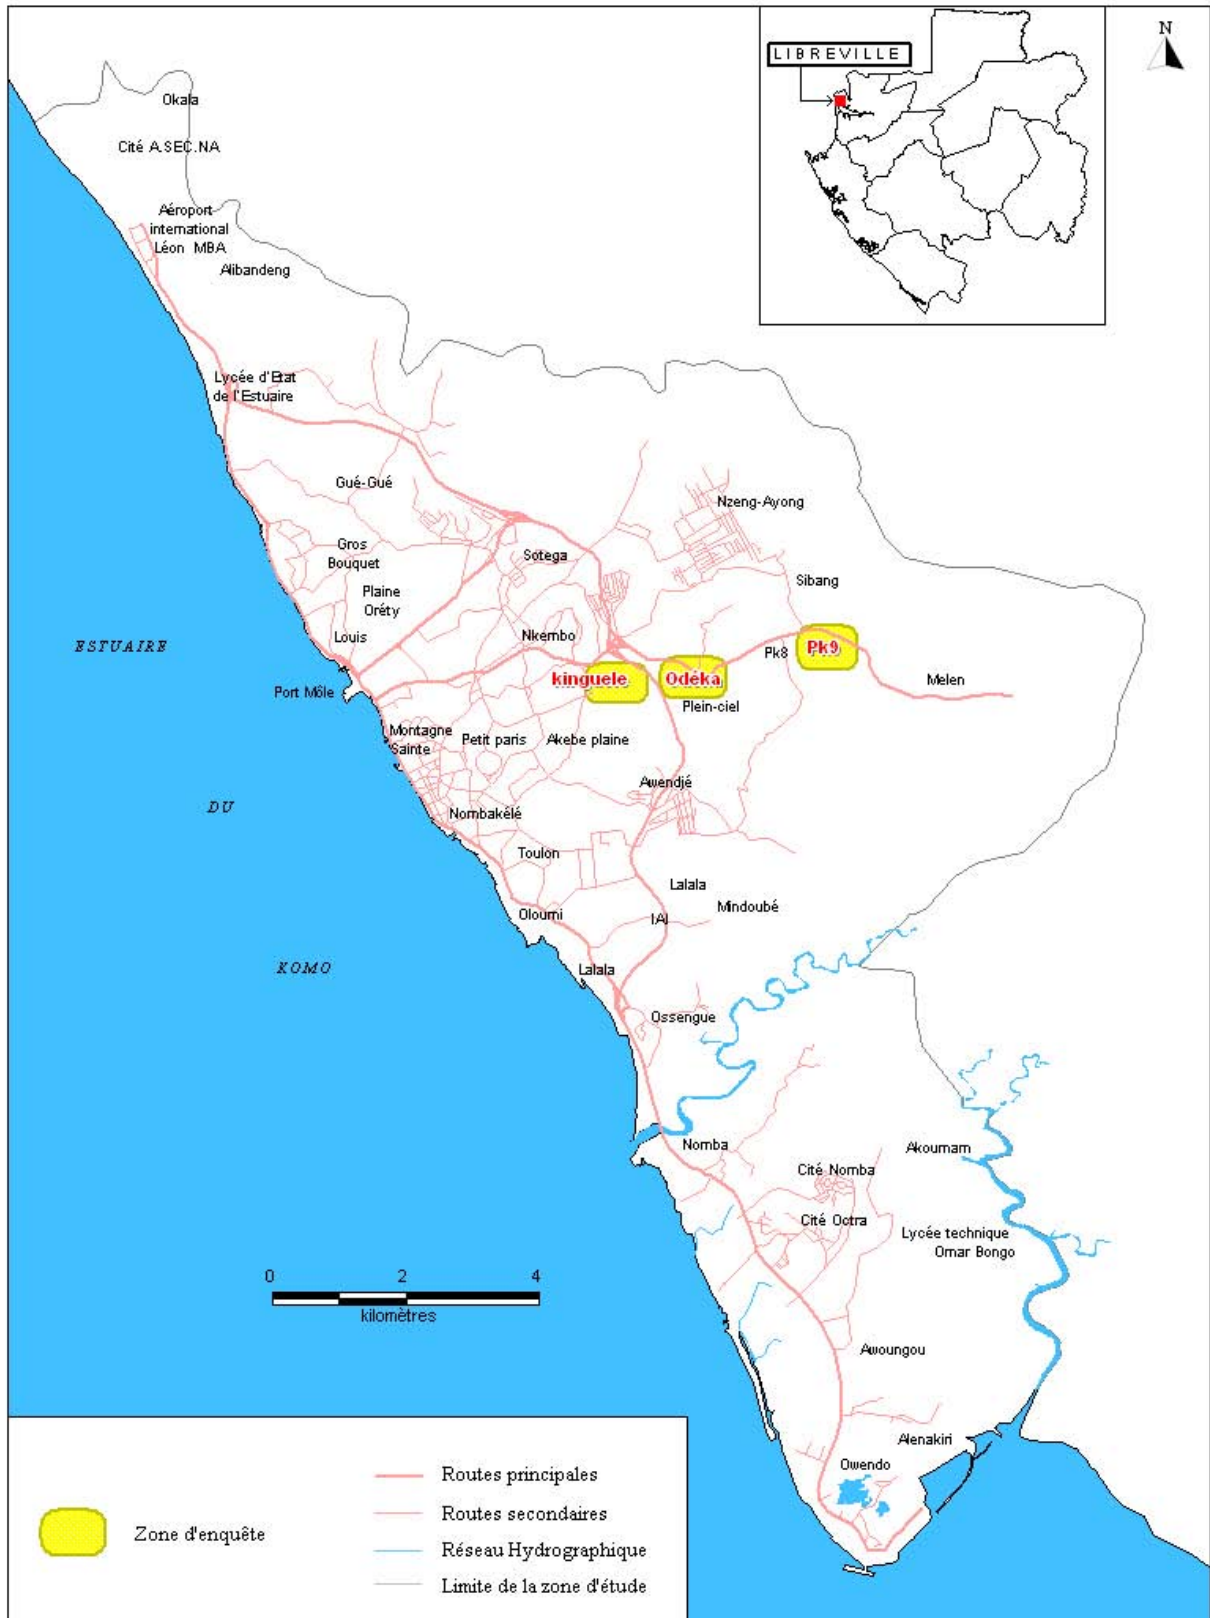 LIBREVILLE
N
Okala
Cité A.SEC.NA
Aéroport
international
Léon MBA
Alibandeng
Lycée d'Etat
de l'Estuaire
Gué-Gué
Nzeng-Ayong
Gros
Bouquet
Sotega
Sibang
Plaine
Oréty
Louis
Nkembo
ESTUAIRE
Pk8
Pk9
kinguele
Odéka
Melen
Port Môle
Plein-ciel
Montagne
Sainte
Petit paris
Akebe plaine
Awendjé
DU
Nombakélé
Toulon
Lalala
Mindoubé
Oloumi
IAI
KOMO
Lalala
Ossengue
Nomba
Akournam
Cité Nomba
Cité Octra
Lycée technique
Omar Bongo
0 2 4
kilomètres
Awoungou
Alenakiri
Owendo
Zone d'enquête
Routes principales
Routes secondaires
Réseau Hydrographique
Limite de la zone d'étude